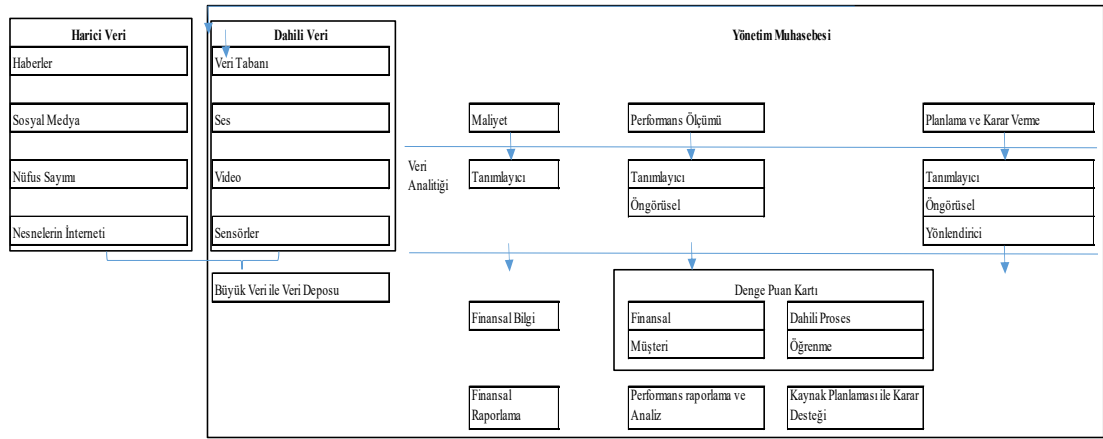 Harici Veri
Haberler
Sosyal Medya
Nüfus Sayımı
Nesnelerin İnterneti
Dahili Veri
Veri Tabanı
Ses
Video
Sensörler
Büyük Veri ile Veri Deposu
Yönetim Muhasebesi
Maliyet
Performans Ölçümü
Planlama ve Karar Verme
Veri
Analitiği
Tanımlayıcı
Tanımlayıcı
Öngörüsel
Tanımlayıcı
Öngörüsel
Yönlendirici
Denge Puan Kartı
Finansal Bilgi
Finansal
Müşteri
Dahili Proses
Öğrenme
Finansal
Raporlama
Performans raporlama ve
Analiz
Kaynak Planlaması ile Karar
Desteği